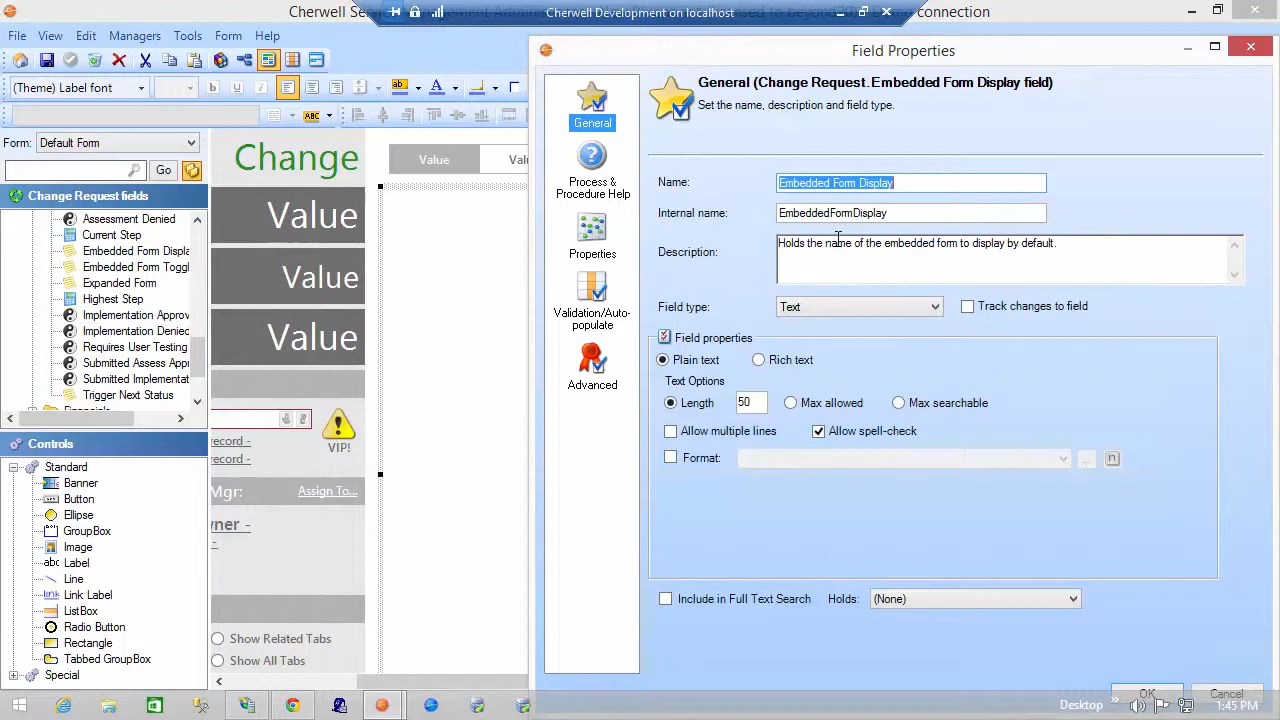 Cherwell Se
Cherwell Development on localhost
connection
File View Edit Managers Tools Form Help
Field Properties
(Theme) Label font
Form: Default Form
Go
Change Request fields
Assessment Denied
Current Step
Embedded Form Displa
Embedded Form Toggl
Expanded Form
Highest Step
Implementation Approv
Implementation Denied
Requires User Testing
Submitted Assess Appr
Submitted Implementat
Trigger Next Status
Controls
Standard
Banner
Button
Ellipse
GroupBox
Image
Label
Line
Link Label
ListBox
Radio Button
Rectangle
Tabbed GroupBox
Special
Change
Value
Value
Value
Value
Val
record -
record -
VIP!
Mgr: Assign To...
wner -
Show Related Tabs
Show All Tabs
General
Process & Procedure Help
Properties
Validation/Auto-populate
Advanced
General (Change Request.Embedded Form Display field)
Set the name, description and field type.
Name: Embedded Form Display
Internal name: EmbeddedFormDisplay
Description: Holds the name of the embedded form to display by default.
Field type: Text Track changes to field
Field properties
Plain text Rich text
Text Options
Length 50 Max allowed Max searchable
Allow multiple lines Allow spell-check
Format: ... n
Include in Full Text Search Holds: (None)
OK Cancel
Desktop 1:45 PM